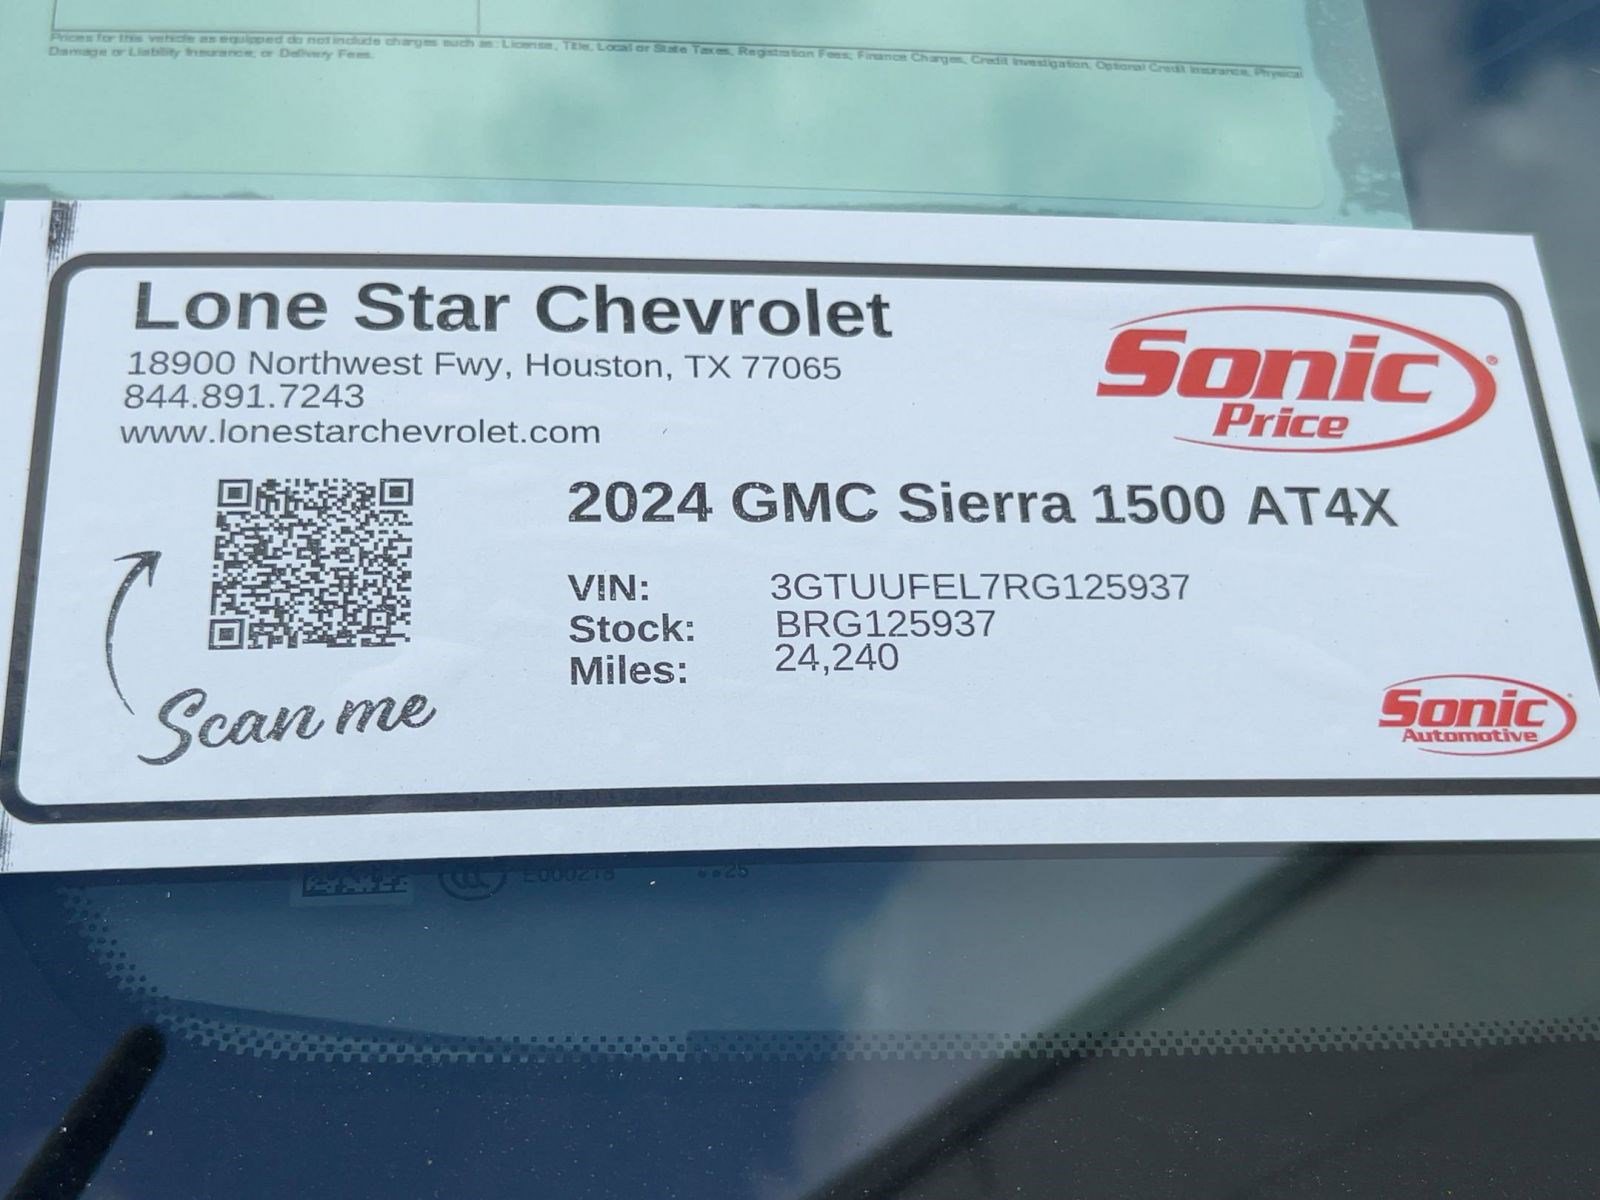 Prices for this vehicle as equipped do not include charges such as: License, Title, Local or State Taxes, Registration Fees, Finance Charges, Credit Investigation, Optional Credit Insurance, Physical
Damage or Liability Insurance, or Delivery Fees.
Lone Star Chevrolet
18900 Northwest Fwy, Houston, TX 77065
844.891.7243
www.lonestarchevrolet.com
Sonic®
Price
2024 GMC Sierra 1500 AT4X
VIN: 3GTUUFEL7RG125937
Stock: BRG125937
Miles: 24,240
Scan me
Sonic
Automotive
E000218
..25